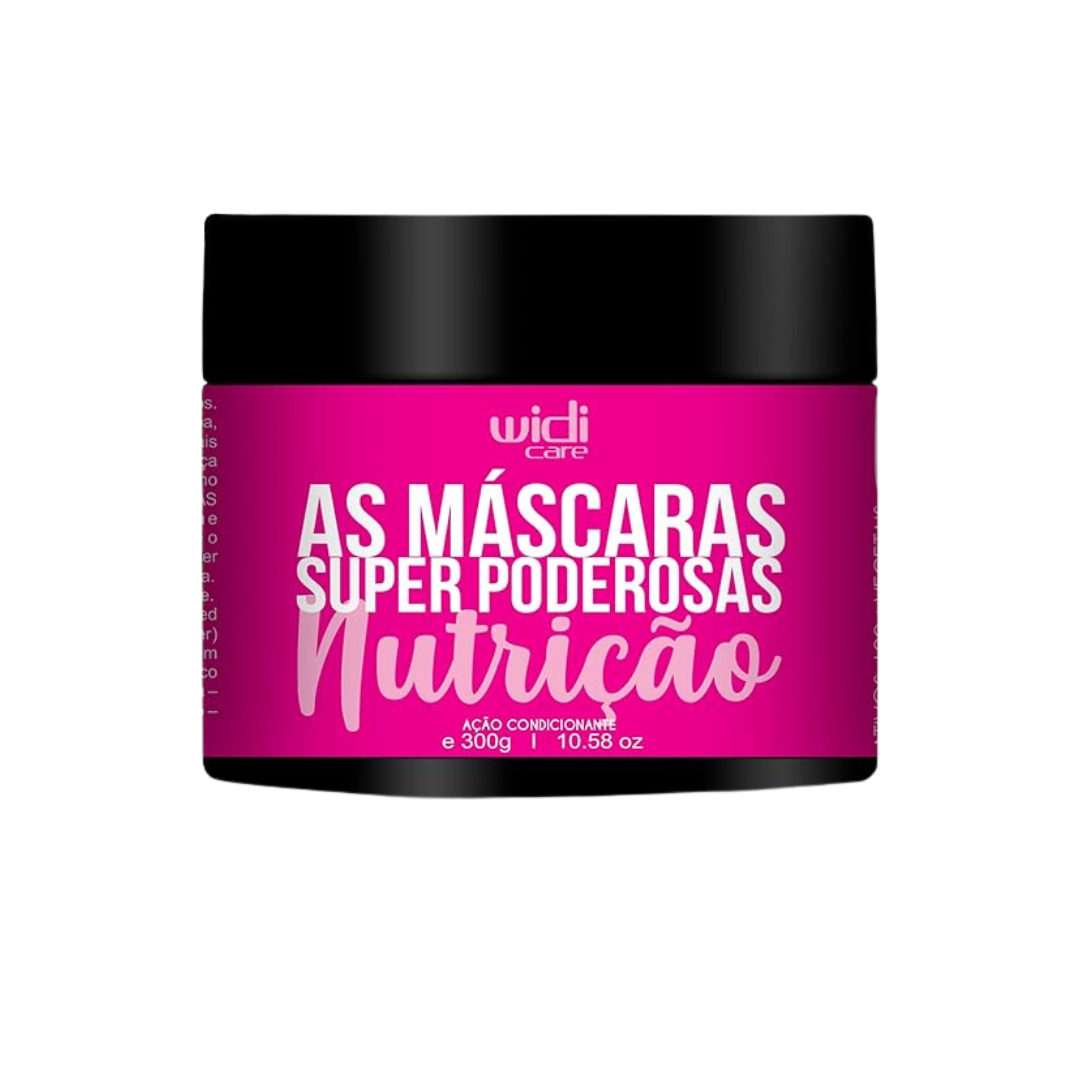 widi
care
AS MÁSCARAS
SUPER PODEROSAS
Nutrição
AÇÃO CONDICIONANTE
e 300g | 10.58 oz